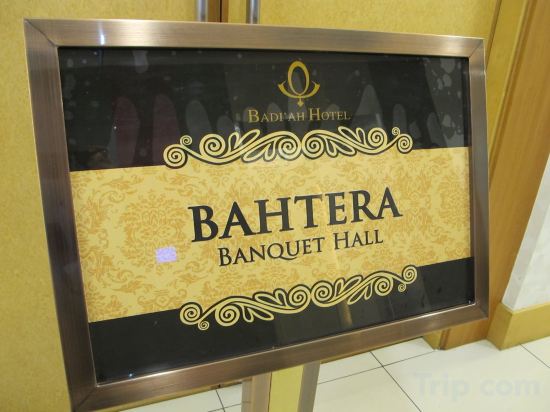 BADI'AH HOTEL
BAHTERA
BANQUET HALL
Trip com